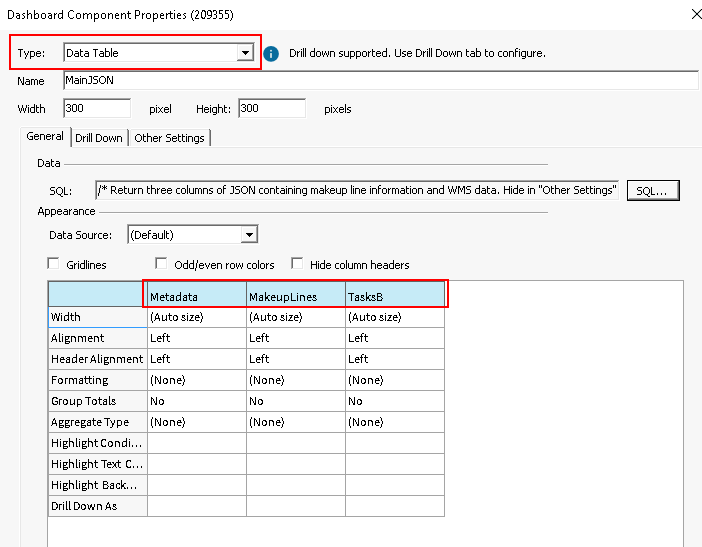 Dashboard Component Properties (209355)
Type: Data Table Drill down supported. Use Drill Down tab to configure.
Name MainJSON
Width 300 pixel Height: 300 pixels
General Drill Down Other Settings
Data
SQL: /* Return three columns of JSON containing makeup line information and WMS data. Hide in "Other Settings" SQL...
Appearance
Data Source: (Default)
Gridlines Odd/even row colors Hide column headers
Metadata MakeupLines TasksB
Width (Auto size) (Auto size) (Auto size)
Alignment Left Left Left
Header Alignment Left Left Left
Formatting (None) (None) (None)
Group Totals No No No
Aggregate Type (None) (None) (None)
Highlight Condi...
Highlight Text C...
Highlight Back...
Drill Down As